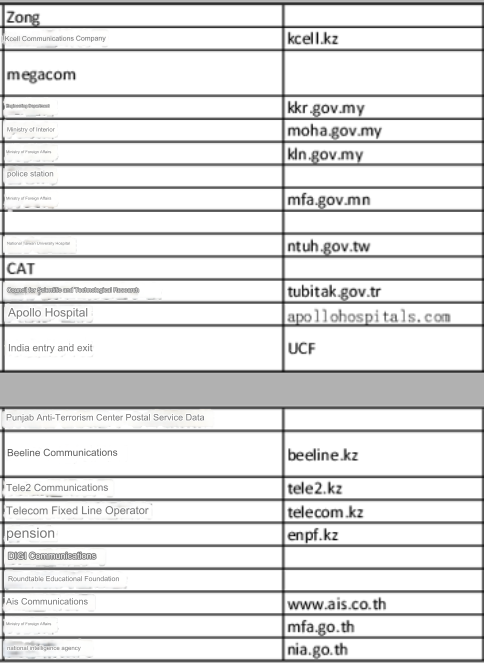 Zong
Kcell Communications Company kcell.kz
megacom
Engineering Department kkr.gov.my
Ministry of Interior moha.gov.my
Ministry of Foreign Affairs kln.gov.my
police station
Ministry of Foreign Affairs mfa.gov.mn
National Taiwan University Hospital ntuh.gov.tw
CAT
Council for Scientific and Technological Research tubitak.gov.tr
Apollo Hospital apollohospitals.com
India entry and exit UCF
Punjab Anti-Terrorism Center Postal Service Data
Beeline Communications beeline.kz
Tele2 Communications tele2.kz
Telecom Fixed Line Operator telecom.kz
pension enpf.kz
DIGI Communications
Roundtable Educational Foundation
Ais Communications www.ais.co.th
Ministry of Foreign Affairs mfa.go.th
national intelligence agency nia.go.th